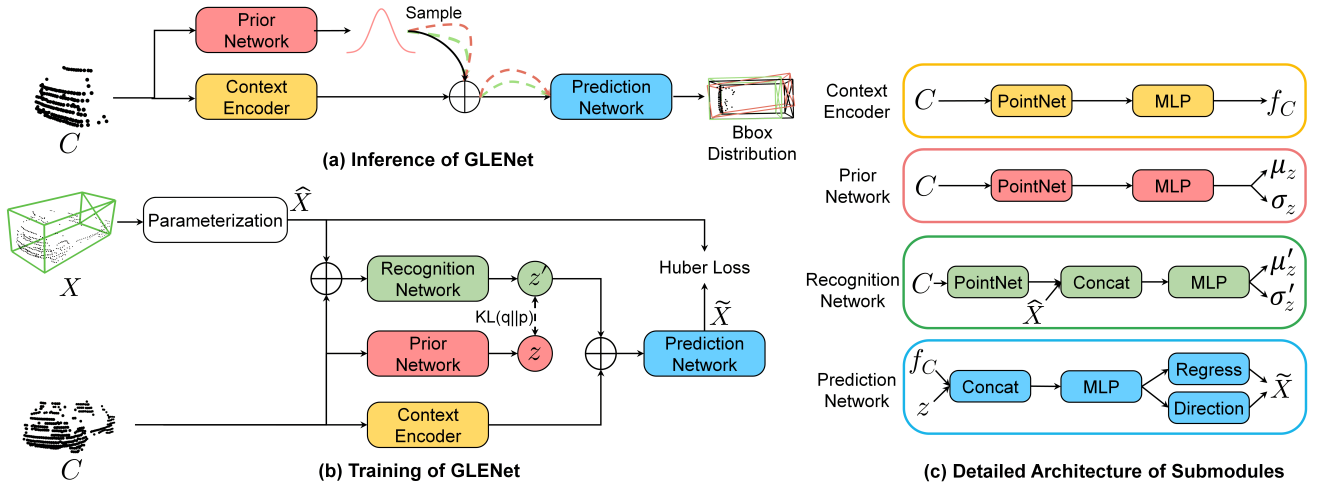 Prior
Network
Sample
Context
Encoder
Prediction
Network
C
Bbox
Distribution
(a) Inference of GLENet
X
Parameterization
X̂
Recognition
Network
z′
KL(q||p)
Prior
Network
z
Context
Encoder
C
Huber Loss
X̃
Prediction
Network
(b) Training of GLENet
Context
Encoder
C
PointNet
MLP
f_C
Prior
Network
C
PointNet
MLP
μ_z
σ_z
Recognition
Network
C
PointNet
X̂
Concat
MLP
μ′_z
σ′_z
Prediction
Network
f_C
z
Concat
MLP
Regress
Direction
X̃
(c) Detailed Architecture of Submodules